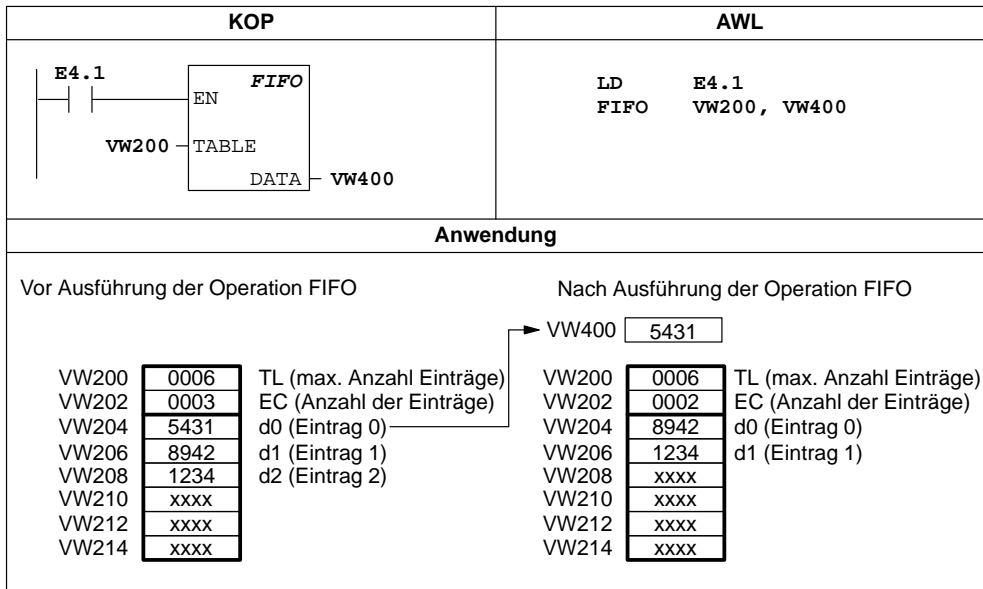 KOP
AWL
E4.1
FIFO
EN
VW200
TABLE
DATA
VW400
LD E4.1
FIFO VW200, VW400
Anwendung
Vor Ausführung der Operation FIFO
VW200 0006 TL (max. Anzahl Einträge)
VW202 0003 EC (Anzahl der Einträge)
VW204 5431 d0 (Eintrag 0)
VW206 8942 d1 (Eintrag 1)
VW208 1234 d2 (Eintrag 2)
VW210 xxxx
VW212 xxxx
VW214 xxxx
Nach Ausführung der Operation FIFO
VW400 5431
VW200 0006 TL (max. Anzahl Einträge)
VW202 0002 EC (Anzahl der Einträge)
VW204 8942 d0 (Eintrag 0)
VW206 1234 d1 (Eintrag 1)
VW208 xxxx
VW210 xxxx
VW212 xxxx
VW214 xxxx